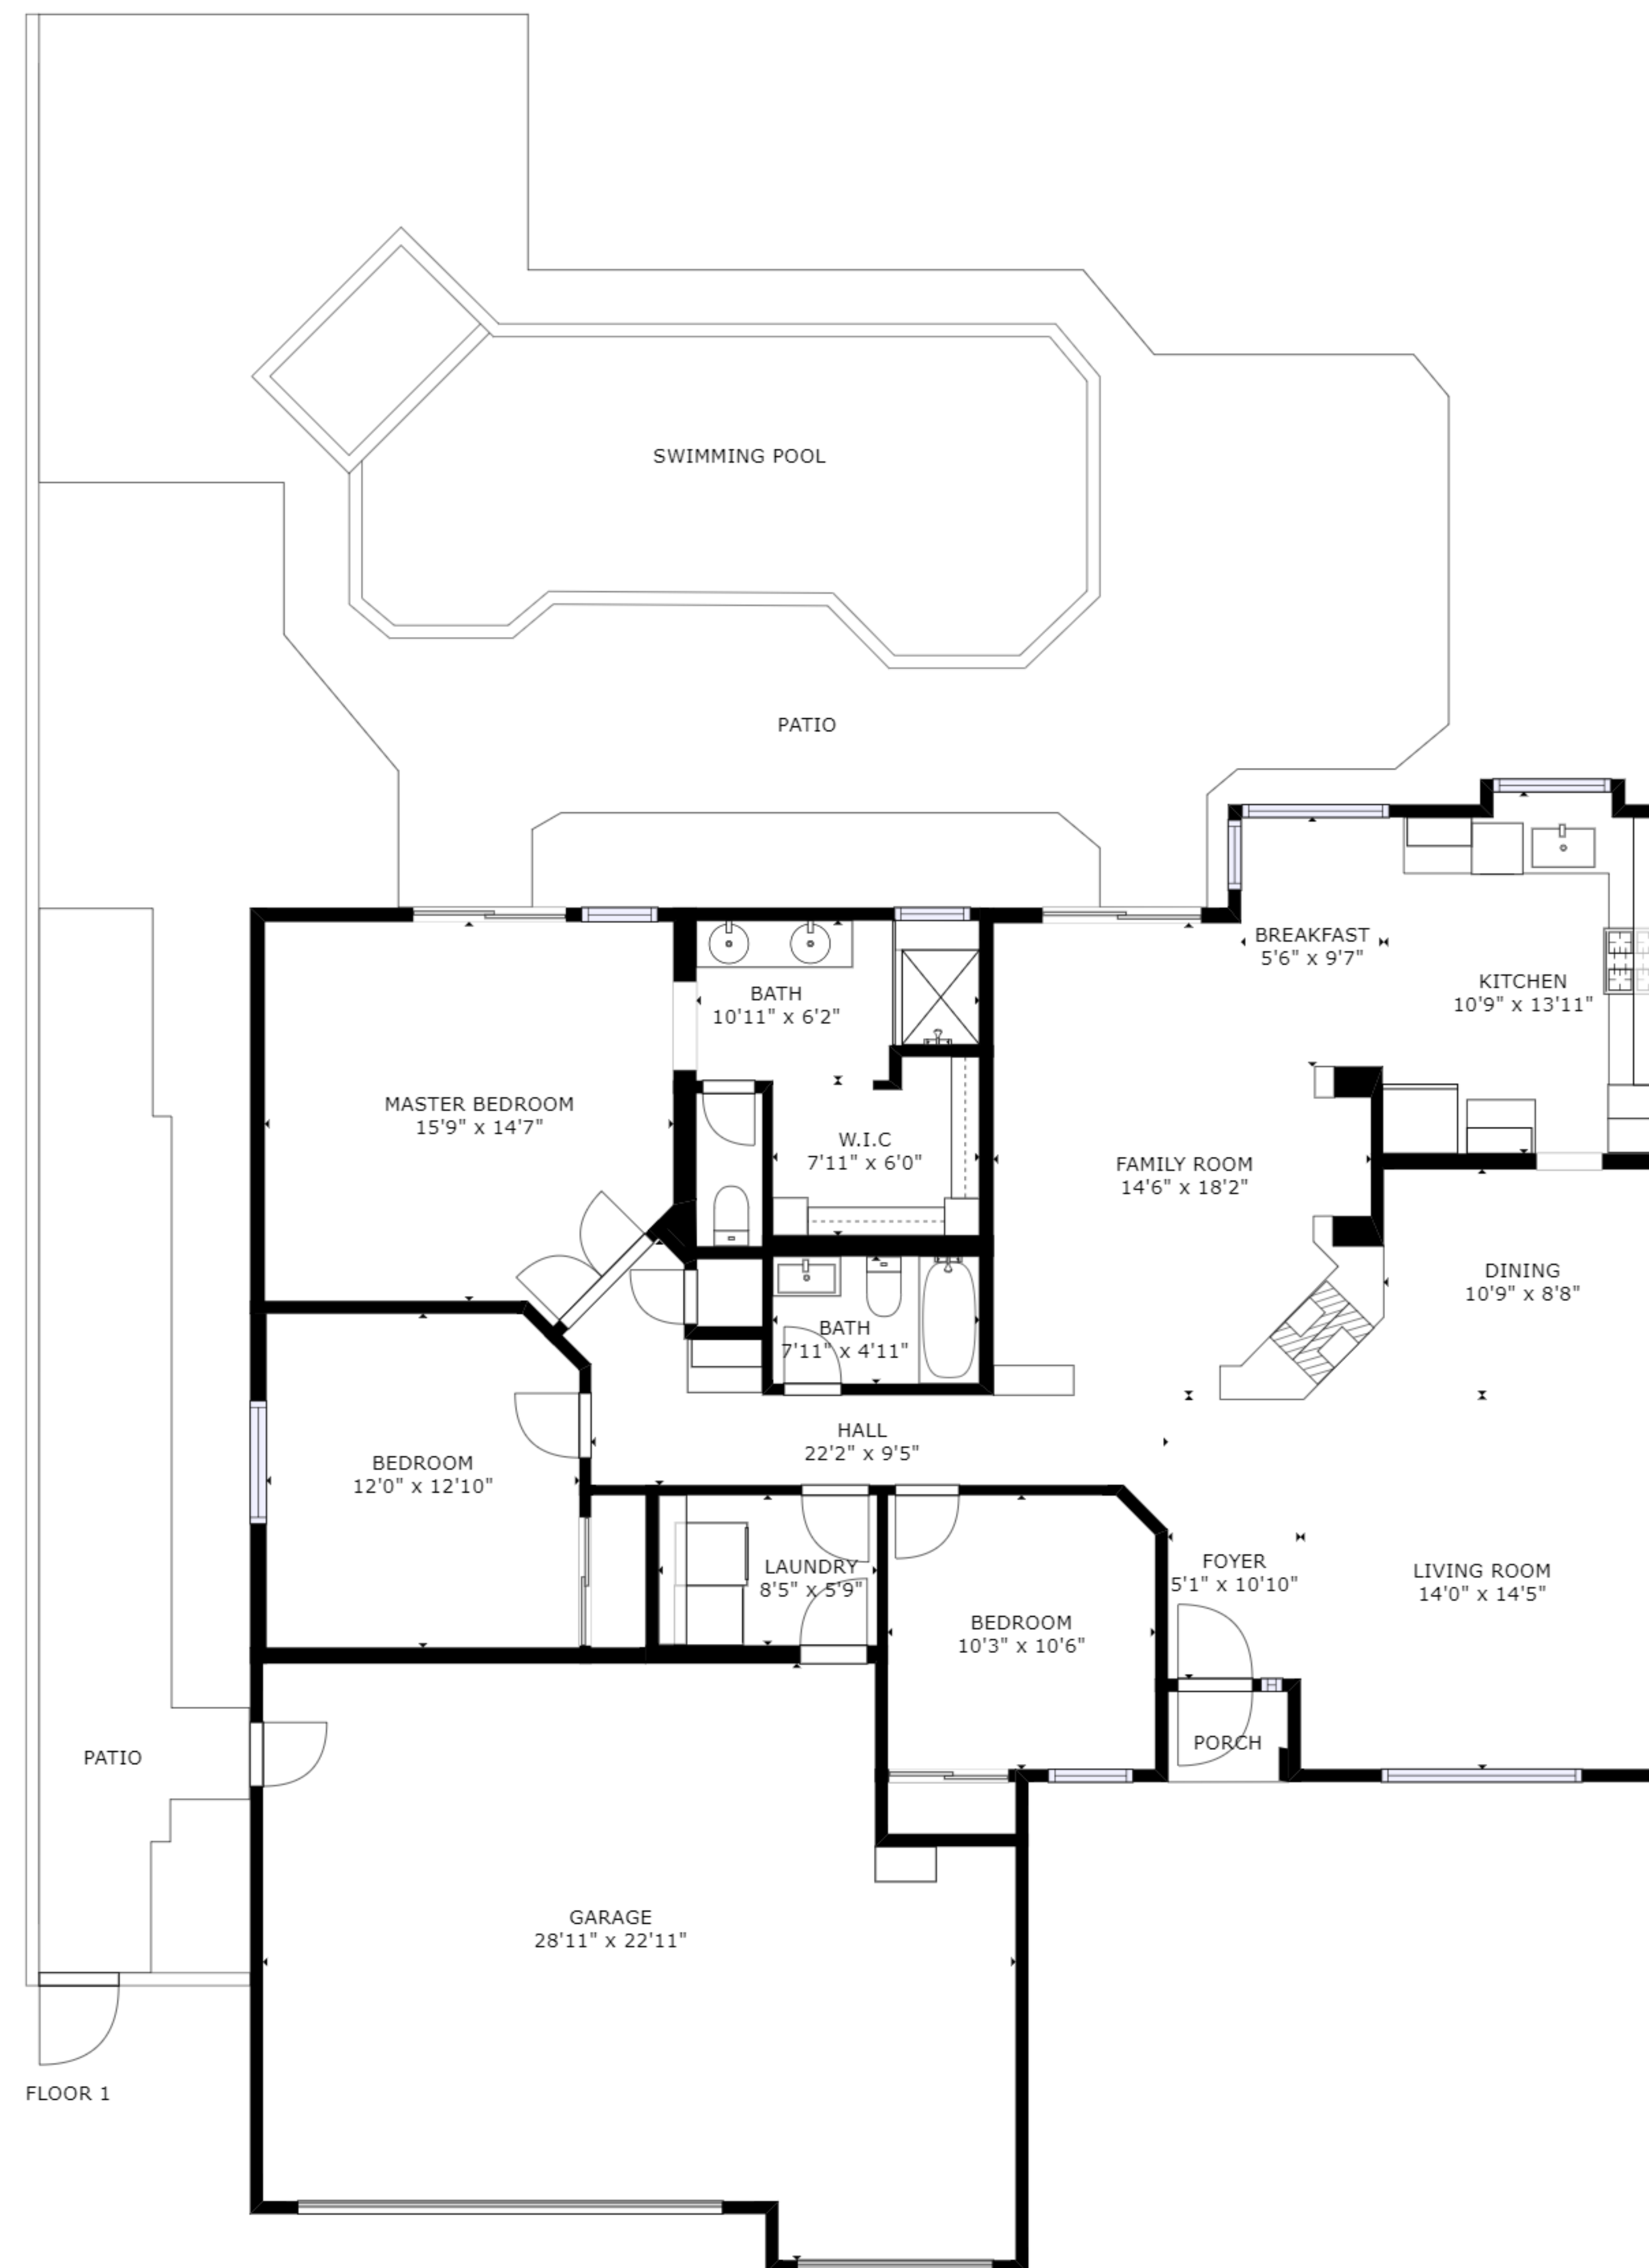 SWIMMING POOL
PATIO
BREAKFAST
5'6" x 9'7"
KITCHEN
10'9" x 13'11"
BATH
10'11" x 6'2"
MASTER BEDROOM
15'9" x 14'7"
W.I.C
7'11" x 6'0"
FAMILY ROOM
14'6" x 18'2"
DINING
10'9" x 8'8"
BATH
7'11" x 4'11"
HALL
22'2" x 9'5"
BEDROOM
12'0" x 12'10"
LAUNDRY
8'5" x 5'9"
FOYER
5'1" x 10'10"
LIVING ROOM
14'0" x 14'5"
BEDROOM
10'3" x 10'6"
PORCH
PATIO
GARAGE
28'11" x 22'11"
FLOOR 1